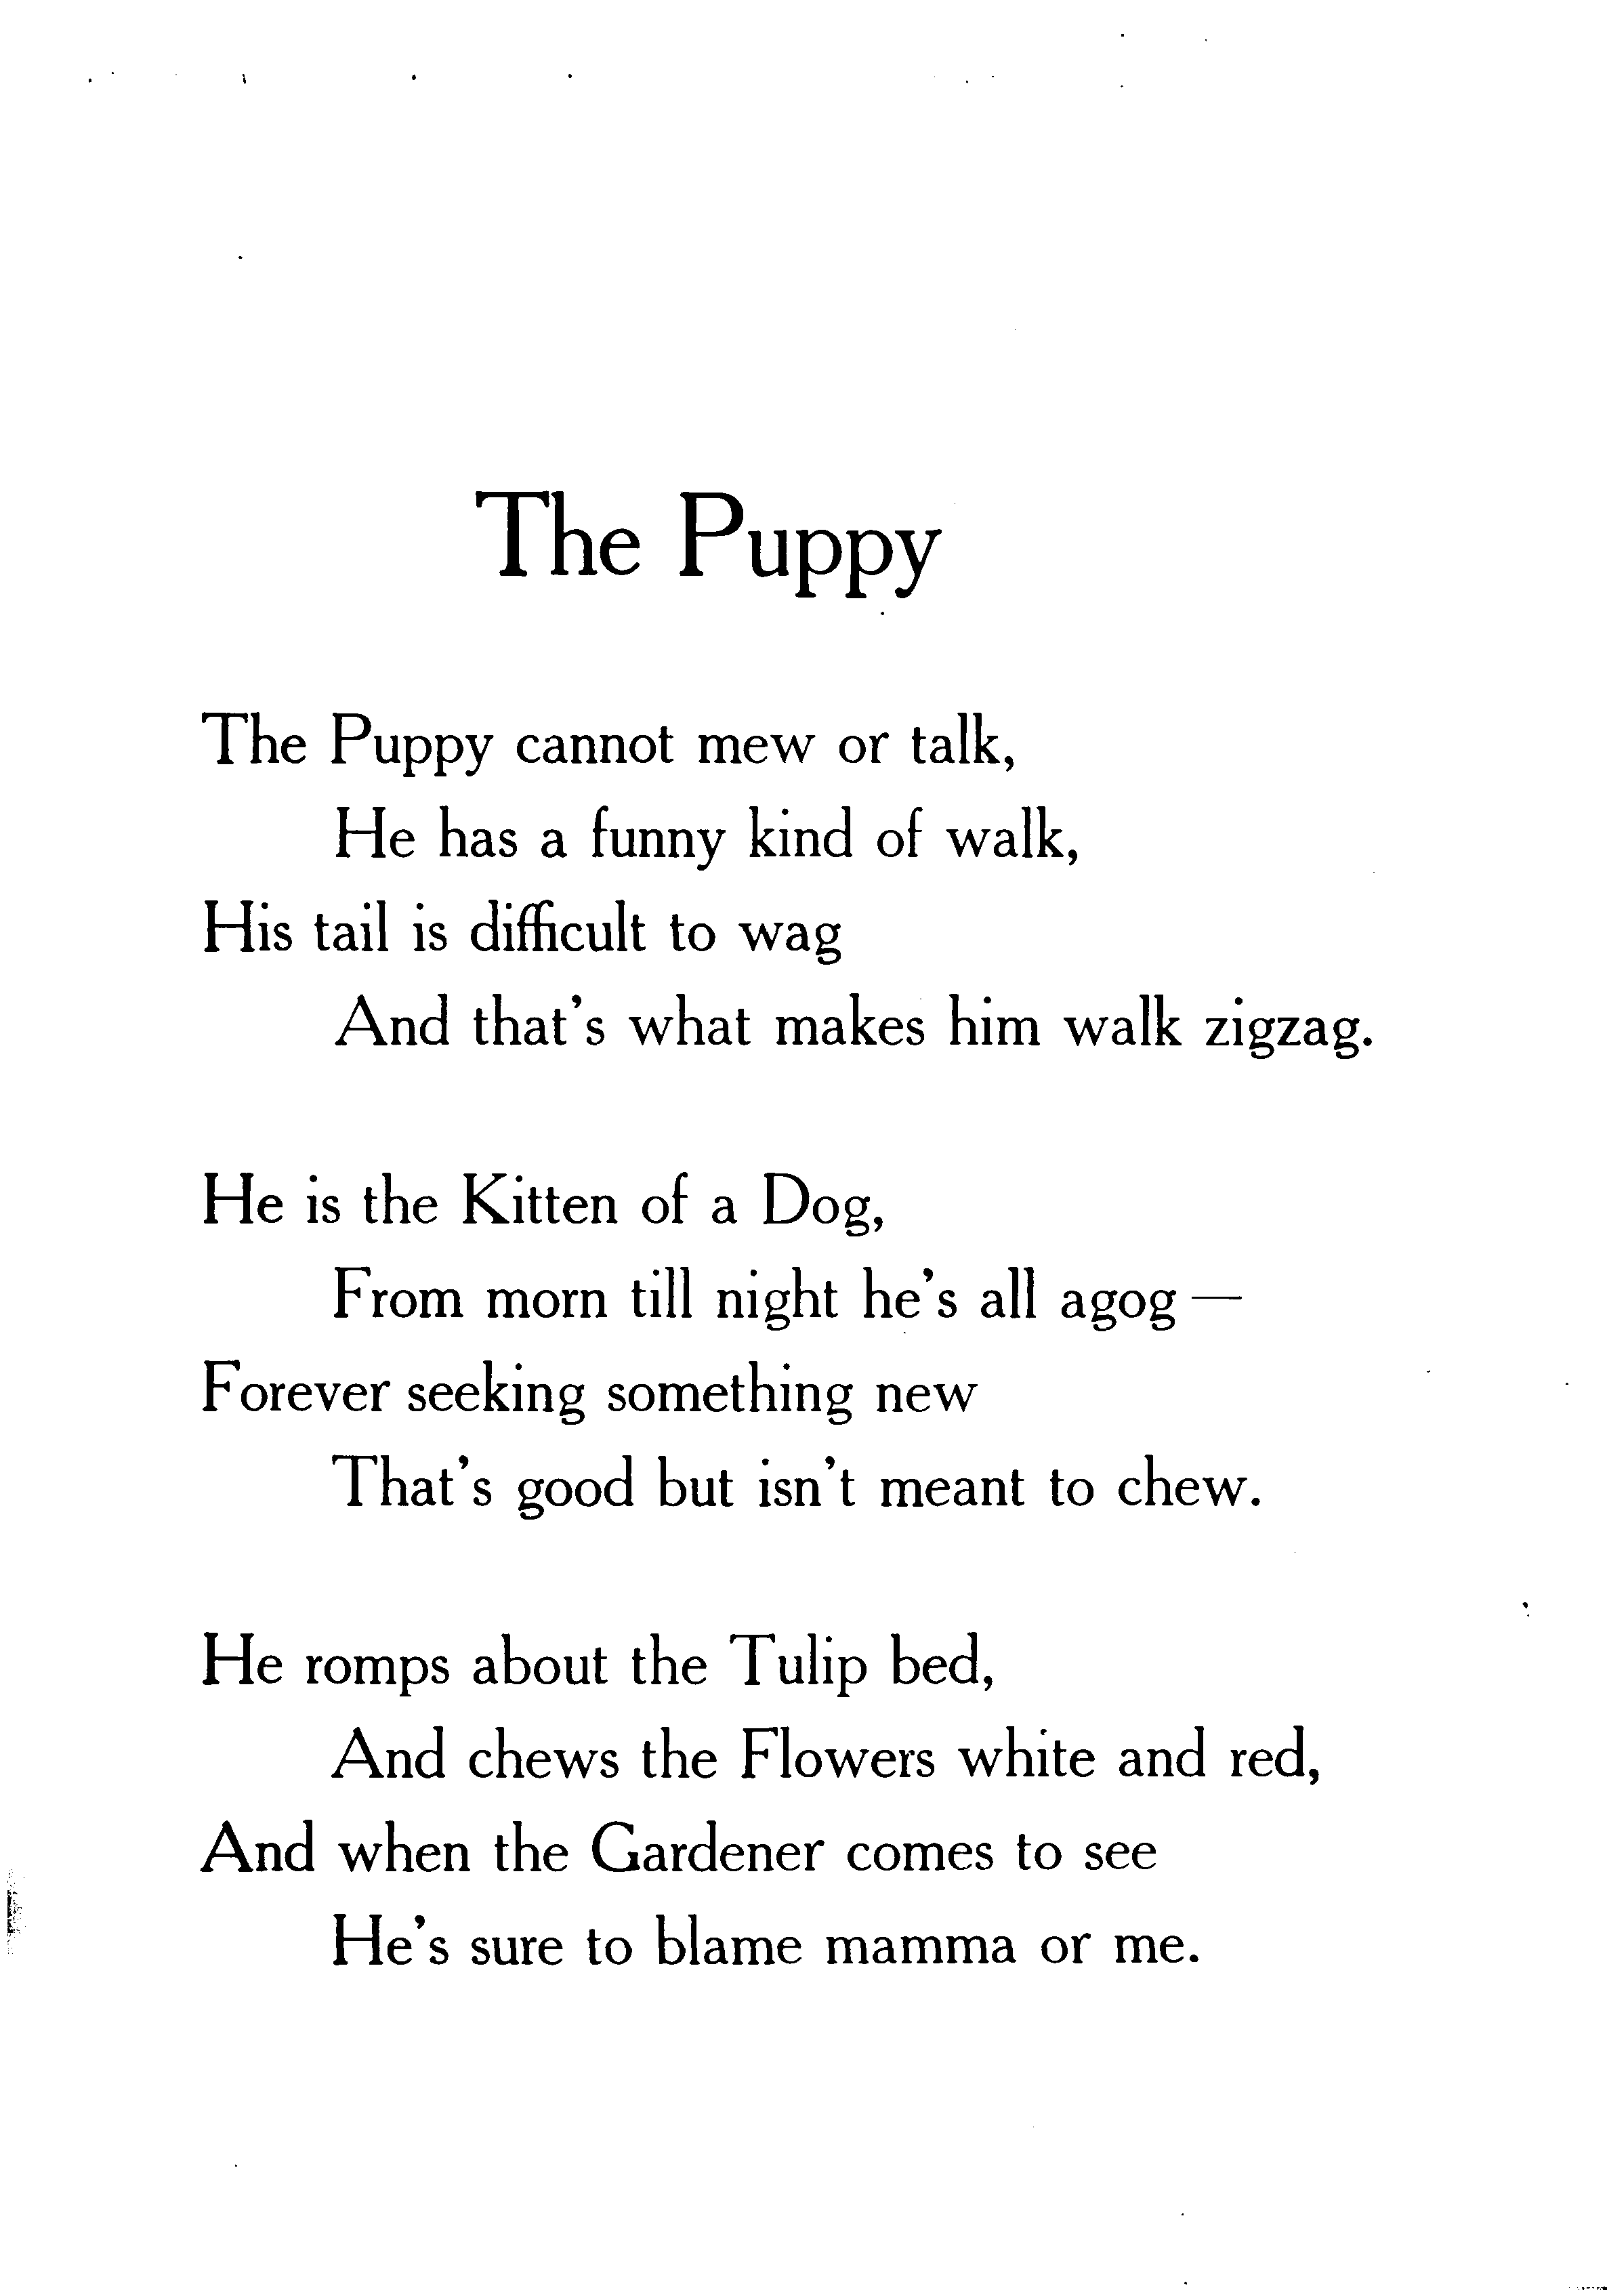 The Puppy
The Puppy cannot mew or talk,
He has a funny kind of walk,
His tail is difficult to wag
And that's what makes him walk zigzag.
He is the Kitten of a Dog,
From morn till night he's all agog—
Forever seeking something new
That's good but isn't meant to chew.
He romps about the Tulip bed,
And chews the Flowers white and red,
And when the Gardener comes to see
He's sure to blame mamma or me.